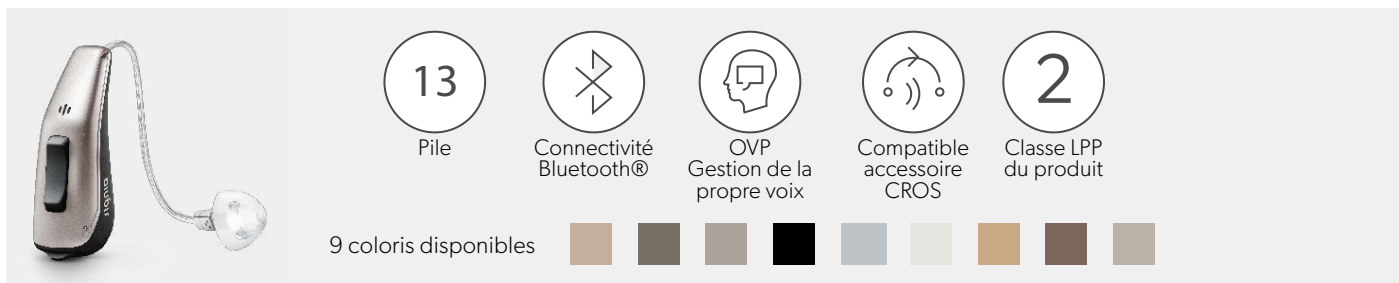 signia
13
Pile
Connectivité
Bluetooth®
OVP
Gestion de la
propre voix
Compatible
accessoire
CROS
2
Classe LPP
du produit
9 coloris disponibles